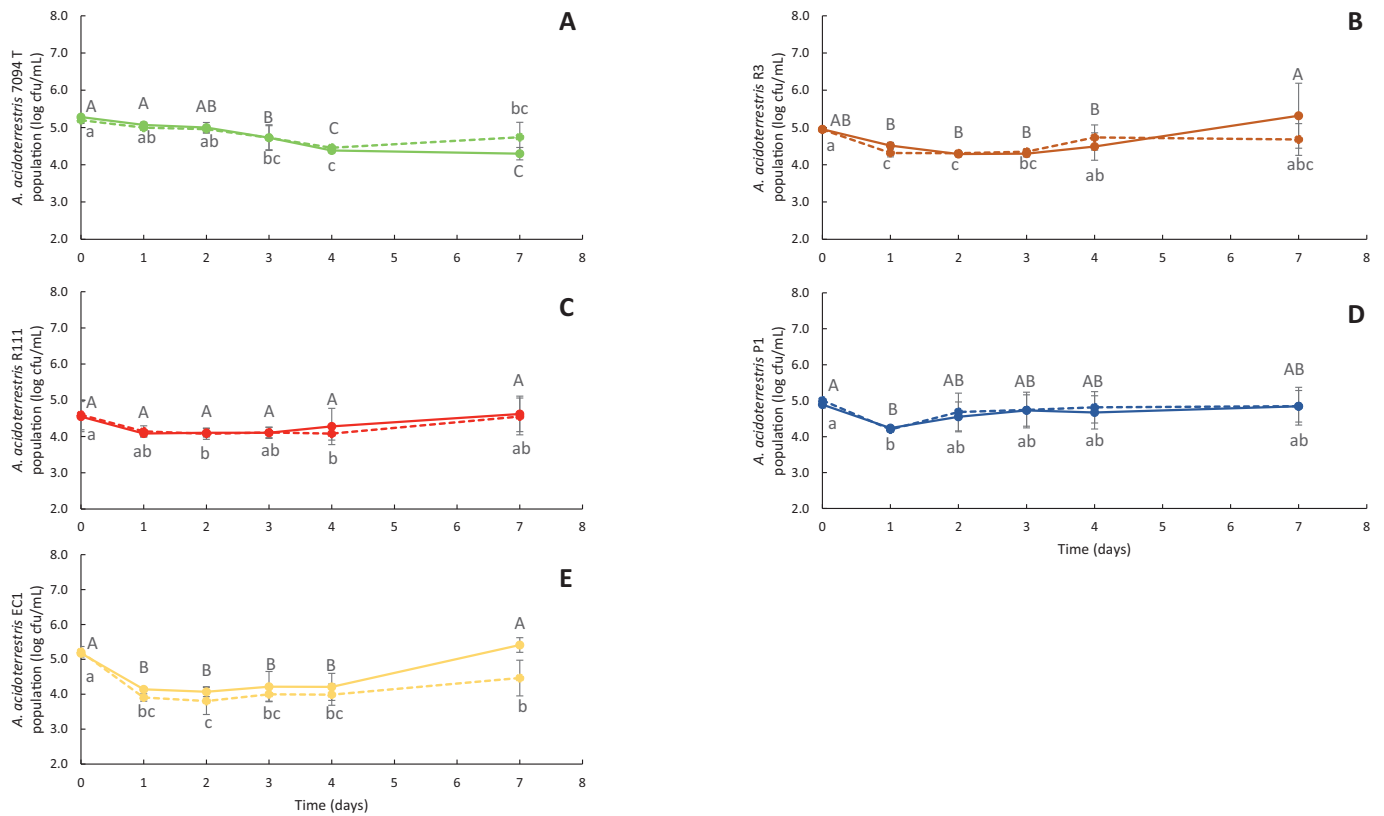 A
A. acidoterrestris 7094 T
population (log cfu/mL)
8.0
7.0
6.0
5.0
4.0
3.0
2.0
A A AB B C bc
a ab ab bc c C
0 1 2 3 4 5 6 7 8
B
A. acidoterrestris R3
population (log cfu/mL)
8.0
7.0
6.0
5.0
4.0
3.0
2.0
AB B B B B A
a c c bc ab abc
0 1 2 3 4 5 6 7 8
C
A. acidoterrestris R111
population (log cfu/mL)
8.0
7.0
6.0
5.0
4.0
3.0
2.0
A A A A A A
a ab b ab b ab
0 1 2 3 4 5 6 7 8
D
A. acidoterrestris P1
population (log cfu/mL)
8.0
7.0
6.0
5.0
4.0
3.0
2.0
A B AB AB AB AB
a b ab ab ab ab
0 1 2 3 4 5 6 7 8
Time (days)
E
A. acidoterrestris EC1
population (log cfu/mL)
8.0
7.0
6.0
5.0
4.0
3.0
2.0
A B B B B A
a bc c bc bc b
0 1 2 3 4 5 6 7 8
Time (days)